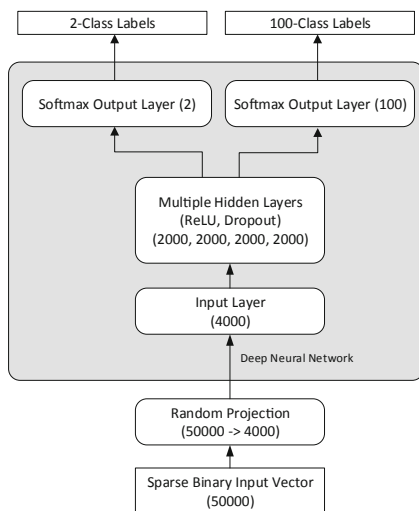 2-Class Labels
100-Class Labels
Softmax Output Layer (2)
Softmax Output Layer (100)
Multiple Hidden Layers
(ReLU, Dropout)
(2000, 2000, 2000, 2000)
Input Layer
(4000)
Deep Neural Network
Random Projection
(50000 -> 4000)
Sparse Binary Input Vector
(50000)